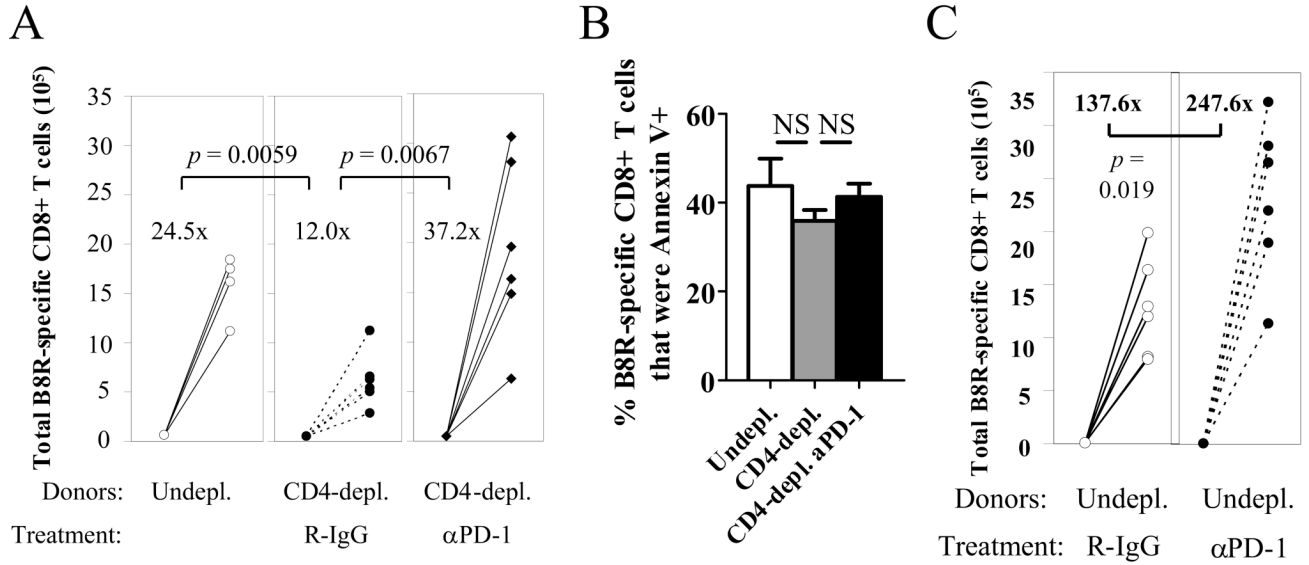 A
Total B8R-specific CD8+ T cells (10⁵)
35
30
25
20
15
10
5
0
p = 0.0059
p = 0.0067
24.5x
12.0x
37.2x
Donors: Undepl. CD4-depl. CD4-depl.
Treatment: R-IgG αPD-1
B
% B8R-specific CD8+ T cells
that were Annexin V+
60
40
20
0
NS NS
Undepl.
CD4-depl.
CD4-depl. aPD-1
C
Total B8R-specific CD8+ T cells (10⁵)
35
30
25
20
15
10
5
0
137.6x
247.6x
p =
0.019
Donors: Undepl. Undepl.
Treatment: R-IgG αPD-1